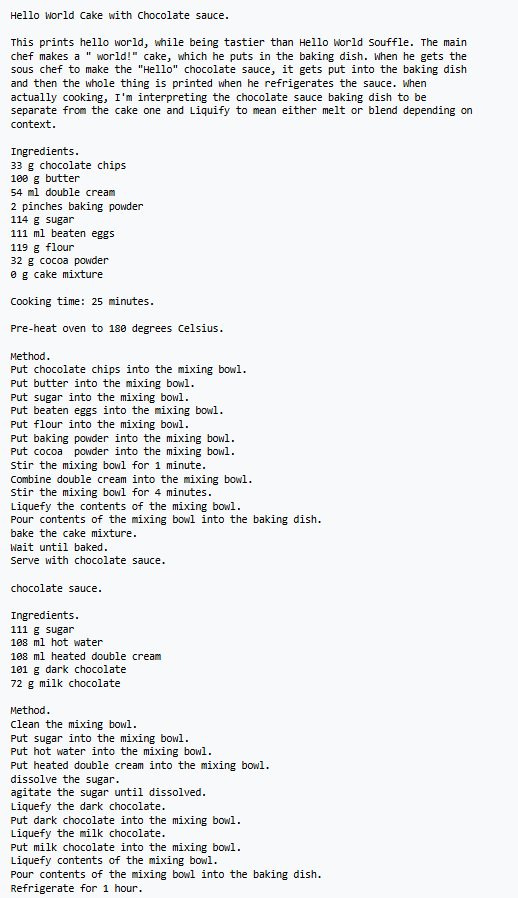 Hello World Cake with Chocolate sauce.
This prints hello world, while being tastier than Hello World Souffle. The main
chef makes a " world!" cake, which he puts in the baking dish. When he gets the
sous chef to make the "Hello" chocolate sauce, it gets put into the baking dish
and then the whole thing is printed when he refrigerates the sauce. When
actually cooking, I'm interpreting the chocolate sauce baking dish to be
separate from the cake one and Liquify to mean either melt or blend depending on
context.
Ingredients.
33 g chocolate chips
100 g butter
54 ml double cream
2 pinches baking powder
114 g sugar
111 ml beaten eggs
119 g flour
32 g cocoa powder
0 g cake mixture
Cooking time: 25 minutes.
Pre-heat oven to 180 degrees Celsius.
Method.
Put chocolate chips into the mixing bowl.
Put butter into the mixing bowl.
Put sugar into the mixing bowl.
Put beaten eggs into the mixing bowl.
Put flour into the mixing bowl.
Put baking powder into the mixing bowl.
Put cocoa  powder into the mixing bowl.
Stir the mixing bowl for 1 minute.
Combine double cream into the mixing bowl.
Stir the mixing bowl for 4 minutes.
Liquefy the contents of the mixing bowl.
Pour contents of the mixing bowl into the baking dish.
bake the cake mixture.
Wait until baked.
Serve with chocolate sauce.
chocolate sauce.
Ingredients.
111 g sugar
108 ml hot water
108 ml heated double cream
101 g dark chocolate
72 g milk chocolate
Method.
Clean the mixing bowl.
Put sugar into the mixing bowl.
Put hot water into the mixing bowl.
Put heated double cream into the mixing bowl.
dissolve the sugar.
agitate the sugar until dissolved.
Liquefy the dark chocolate.
Put dark chocolate into the mixing bowl.
Liquefy the milk chocolate.
Put milk chocolate into the mixing bowl.
Liquefy contents of the mixing bowl.
Pour contents of the mixing bowl into the baking dish.
Refrigerate for 1 hour.